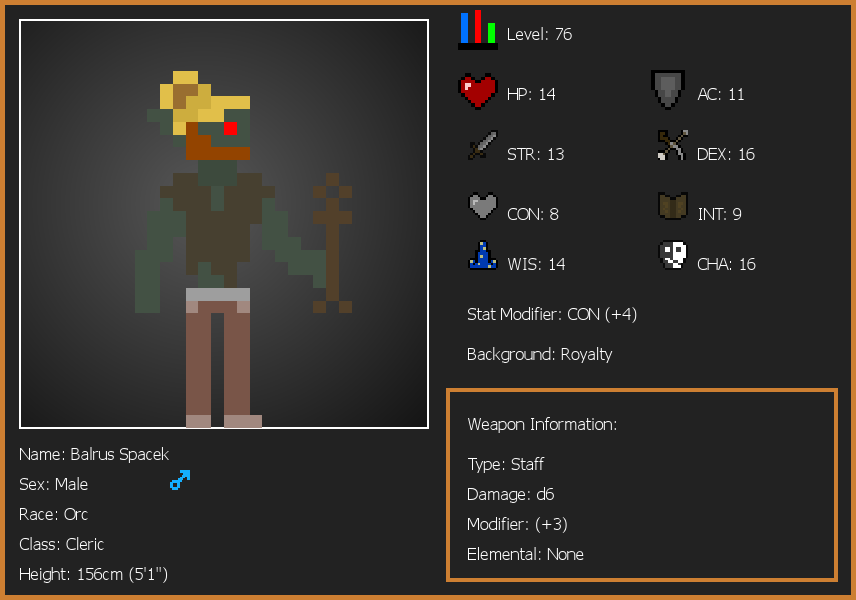 Level: 76
HP: 14
AC: 11
STR: 13
DEX: 16
CON: 8
INT: 9
WIS: 14
CHA: 16
Stat Modifier: CON (+4)
Background: Royalty
Weapon Information:
Type: Staff
Damage: d6
Modifier: (+3)
Elemental: None
Name: Balrus Spacek
Sex: Male
Race: Orc
Class: Cleric
Height: 156cm (5'1")